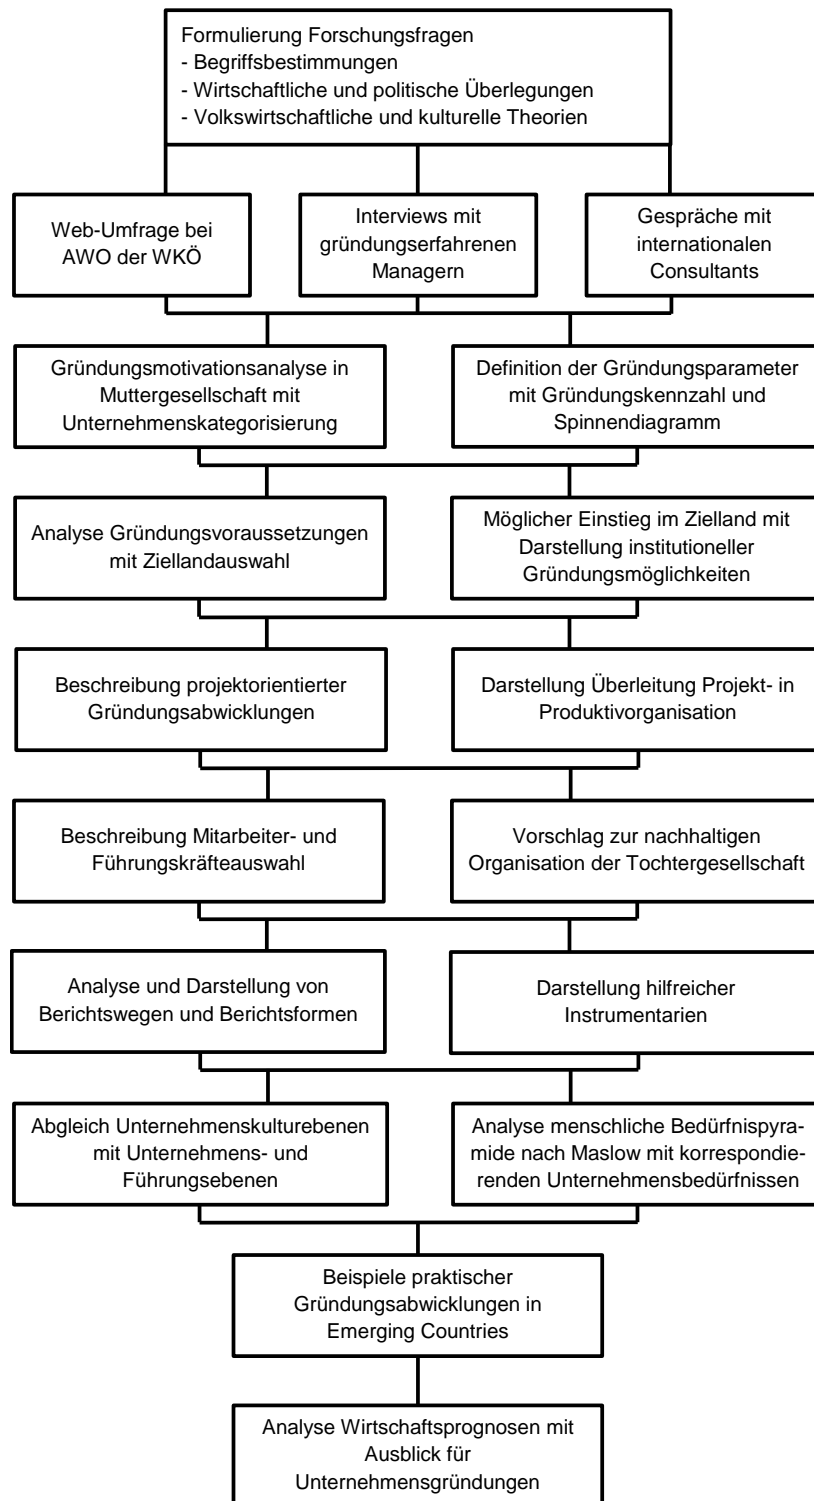 Formulierung Forschungsfragen
- Begriffsbestimmungen
- Wirtschaftliche und politische Überlegungen
- Volkswirtschaftliche und kulturelle Theorien
Web-Umfrage bei
AWO der WKÖ
Interviews mit
gründungserfahrenen
Managern
Gespräche mit
internationalen
Consultants
Gründungsmotivationsanalyse in
Muttergesellschaft mit
Unternehmenskategorisierung
Definition der Gründungsparameter
mit Gründungskennzahl und
Spinnendiagramm
Analyse Gründungsvoraussetzungen
mit Ziellandauswahl
Möglicher Einstieg im Zielland mit
Darstellung institutioneller
Gründungsmöglichkeiten
Beschreibung projektorientierter
Gründungsabwicklungen
Darstellung Überleitung Projekt- in
Produktivorganisation
Beschreibung Mitarbeiter- und
Führungskräfteauswahl
Vorschlag zur nachhaltigen
Organisation der Tochtergesellschaft
Analyse und Darstellung von
Berichtswegen und Berichtsformen
Darstellung hilfreicher
Instrumentarien
Abgleich Unternehmenskulturebenen
mit Unternehmens- und
Führungsebenen
Analyse menschliche Bedürfnispyra-
mide nach Maslow mit korrespondie-
renden Unternehmensbedürfnissen
Beispiele praktischer
Gründungsabwicklungen in
Emerging Countries
Analyse Wirtschaftsprognosen mit
Ausblick für
Unternehmensgründungen